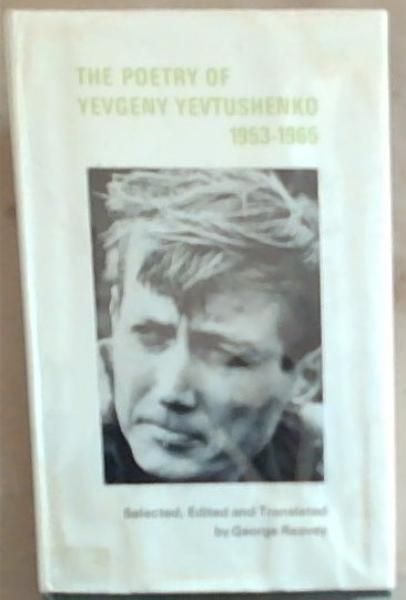 THE POETRY OF
YEVGENY YEVTUSHENKO
1953-1965
Selected, Edited and Translated
by George Reavey